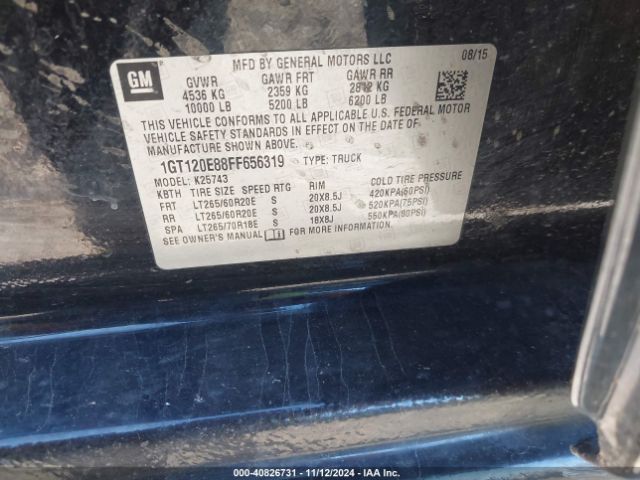 MFD BY GENERAL MOTORS LLC 08/15
GM
GVWR GAWR FRT GAWR RR
4536 KG 2359 KG 2812 KG
10000 LB 5200 LB 6200 LB
THIS VEHICLE CONFORMS TO ALL APPLICABLE U.S. FEDERAL MOTOR
VEHICLE SAFETY STANDARDS IN EFFECT ON THE DATE OF
MANUFACTURE SHOWN ABOVE.
1GT120E88FF656319 TYPE: TRUCK
MODEL: K25743
KBTH TIRE SIZE SPEED RTG RIM COLD TIRE PRESSURE
FRT LT265/60R20E S 20X8.5J 420KPA(60PSI)
RR LT265/60R20E S 20X8.5J 520KPA(75PSI)
SPA LT265/70R18E S 18X8J 550KPA(80PSI)
SEE OWNER'S MANUAL FOR MORE INFORMATION.
000-40826731 - 11/12/2024 - IAA Inc.